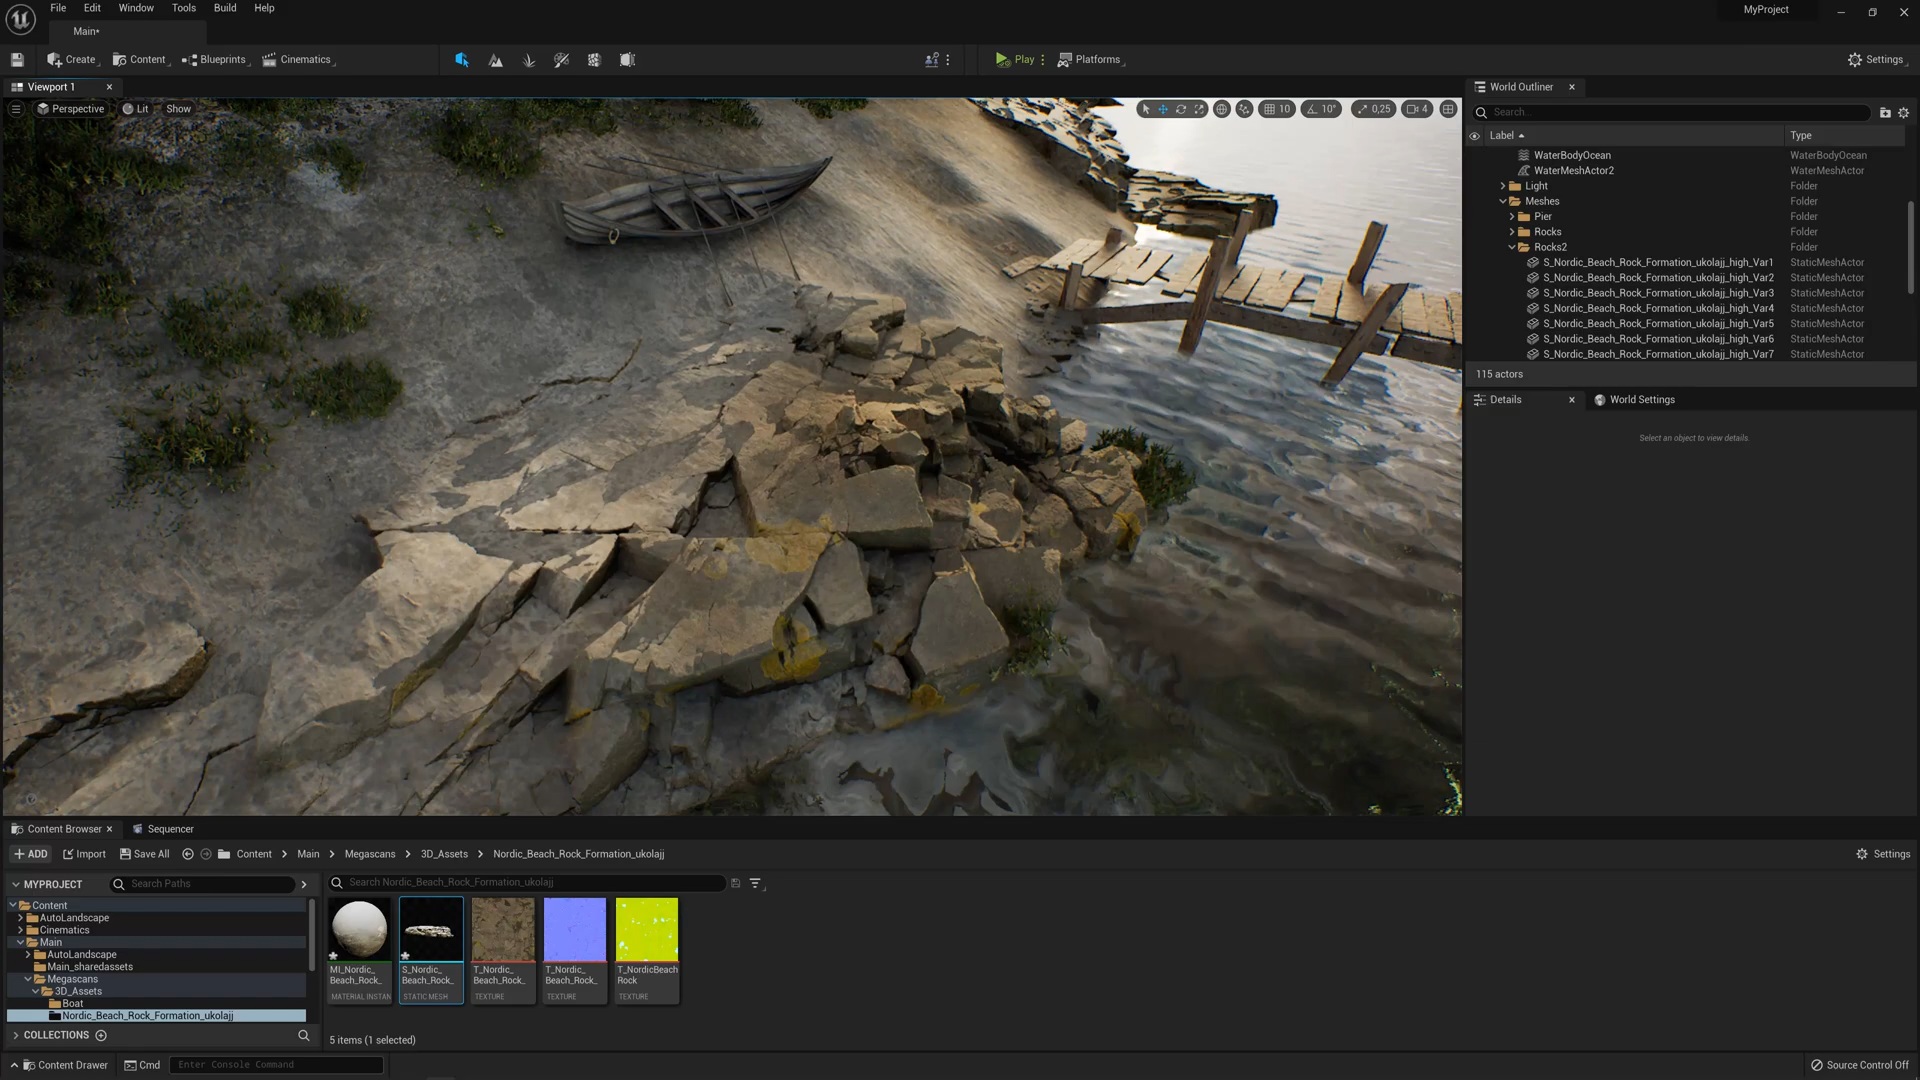 File Edit Window Tools Build Help
MyProject
Main*
Create Content Blueprints Cinematics Play Platforms Settings
Viewport 1
Perspective Lit Show
10 10° 0,25 4
World Outliner
Search...
Label Type
WaterBodyOcean WaterBodyOcean
WaterMeshActor2 WaterMeshActor
Light Folder
Meshes Folder
Pier Folder
Rocks Folder
Rocks2 Folder
S_Nordic_Beach_Rock_Formation_ukolajj_high_Var1 StaticMeshActor
S_Nordic_Beach_Rock_Formation_ukolajj_high_Var2 StaticMeshActor
S_Nordic_Beach_Rock_Formation_ukolajj_high_Var3 StaticMeshActor
S_Nordic_Beach_Rock_Formation_ukolajj_high_Var4 StaticMeshActor
S_Nordic_Beach_Rock_Formation_ukolajj_high_Var5 StaticMeshActor
S_Nordic_Beach_Rock_Formation_ukolajj_high_Var6 StaticMeshActor
S_Nordic_Beach_Rock_Formation_ukolajj_high_Var7 StaticMeshActor
115 actors
Details World Settings
Select an object to view details.
Content Browser Sequencer
ADD Import Save All Content Main Megascans 3D_Assets Nordic_Beach_Rock_Formation_ukolajj Settings
MYPROJECT Search Paths
Search Nordic_Beach_Rock_Formation_ukolajj
Content
AutoLandscape
Cinematics
Main
AutoLandscape
Main_sharedassets
Megascans
3D_Assets
Boat
Nordic_Beach_Rock_Formation_ukolajj
COLLECTIONS
MI_Nordic_
Beach_Rock_
MATERIAL INSTAN
S_Nordic_
Beach_Rock_
STATIC MESH
T_Nordic_
Beach_Rock_
TEXTURE
T_Nordic_
Beach_Rock_
TEXTURE
T_NordicBeach
Rock
TEXTURE
5 items (1 selected)
Content Drawer Cmd Enter Console Command Source Control Off